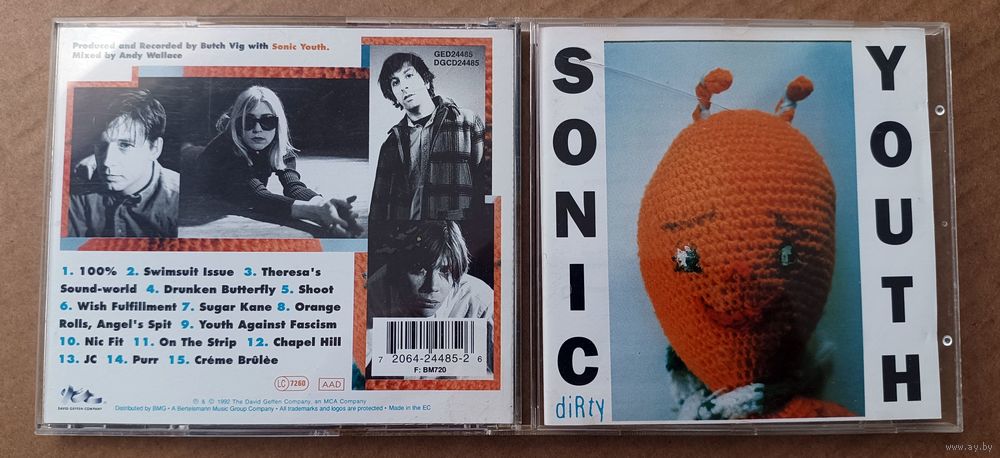 Produced and Recorded by Butch Vig with Sonic Youth.
Mixed by Andy Wallace
GED24485
DGCD24485
1. 100% 2. Swimsuit Issue 3. Theresa's
Sound-world 4. Drunken Butterfly 5. Shoot
6. Wish Fulfillment 7. Sugar Kane 8. Orange
Rolls, Angel's Spit 9. Youth Against Fascism
10. Nic Fit 11. On The Strip 12. Chapel Hill
13. JC 14. Purr 15. Créme Brûlèe
7 2064-24485-2 6
F: BM720
LC 7260 AAD
DAVID GEFFEN COMPANY
℗ & © 1992 The David Geffen Company, an MCA Company
Distributed by BMG • A Bertelsmann Music Group Company • All trademarks and logos are protected • Made in the EC
SONIC
YOUTH
diRty
www.ay.by